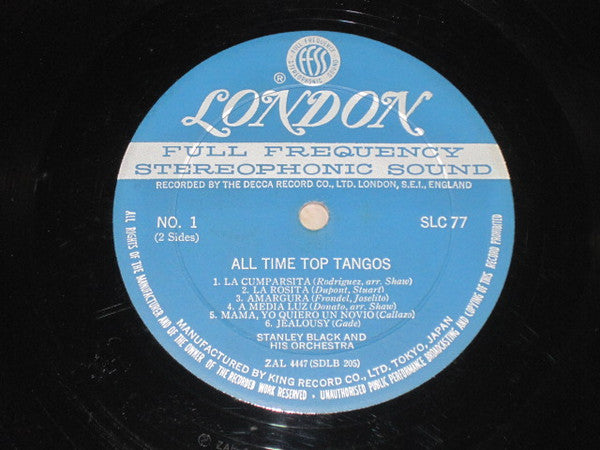 FULL FREQUENCY
FFSS
STEREOPHONIC SOUND
®
LONDON
FULL FREQUENCY
STEREOPHONIC SOUND
RECORDED BY THE DECCA RECORD CO., LTD. LONDON, S.E.I., ENGLAND
NO. 1
(2 Sides)
SLC 77
ALL TIME TOP TANGOS
1. LA CUMPARSITA (Rodriguez, arr. Shaw)
2. LA ROSITA (Dupont, Stuart)
3. AMARGURA (Frondel, Joselito)
4. A MEDIA LUZ (Donato, arr. Shaw)
5. MAMA, YO QUIERO UN NOVIO (Callazo)
6. JEALOUSY (Gade)
STANLEY BLACK AND
HIS ORCHESTRA
ZAL 4447 (SDLB 205)
MANUFACTURED BY KING RECORD CO., LTD. TOKYO, JAPAN
ALL RIGHTS OF THE MANUFACTURER AND OF THE OWNER OF THE RECORDED WORK RESERVED · UNAUTHORISED PUBLIC PERFORMANCE BROADCASTING AND COPYING OF THIS RECORD PROHIBITED